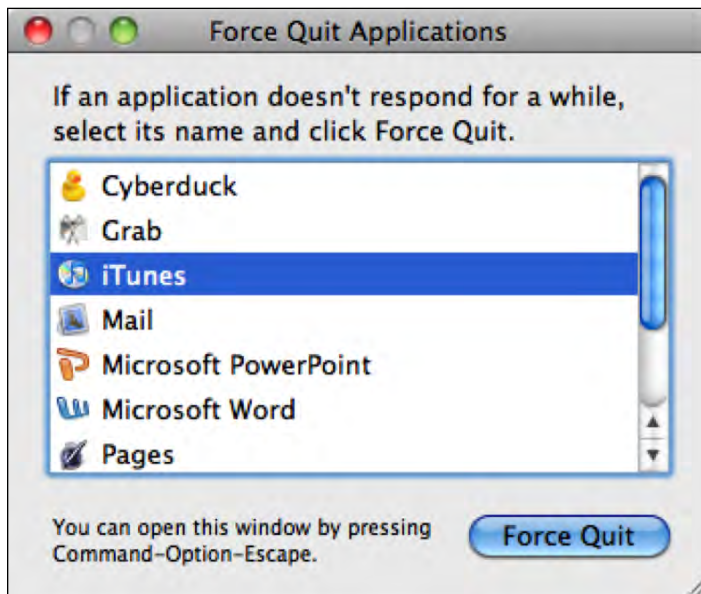 Force Quit Applications
If an application doesn't respond for a while,
select its name and click Force Quit.
Cyberduck
Grab
iTunes
Mail
Microsoft PowerPoint
Microsoft Word
Pages
You can open this window by pressing
Command-Option-Escape.
Force Quit